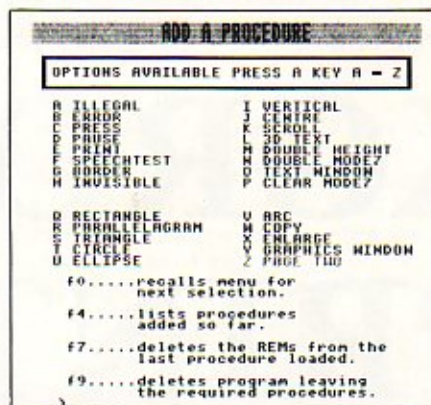 ADD A PROCEDURE
OPTIONS AVAILABLE PRESS A KEY A - Z
A ILLEGAL
B ERROR
C PRESS
D PAUSE
E PRINT
F SPEECHTEST
G BORDER
H INVISIBLE
I VERTICAL
J CENTRE
K SCROLL
L 3D TEXT
M DOUBLE HEIGHT
N DOUBLE MODE7
O TEXT WINDOW
P CLEAR MODE7
Q RECTANGLE
R PARALLELAGRAM
S TRIANGLE
T CIRCLE
U ELLIPSE
V ARC
W COPY
X ENLARGE
Y GRAPHICS WINDOW
Z PAGE TWO
f0.....recalls menu for
next selection.
f4.....lists procedures
added so far.
f7.....deletes the REMs from the
last procedure loaded.
f9.....deletes program leaving
the required procedures.
>